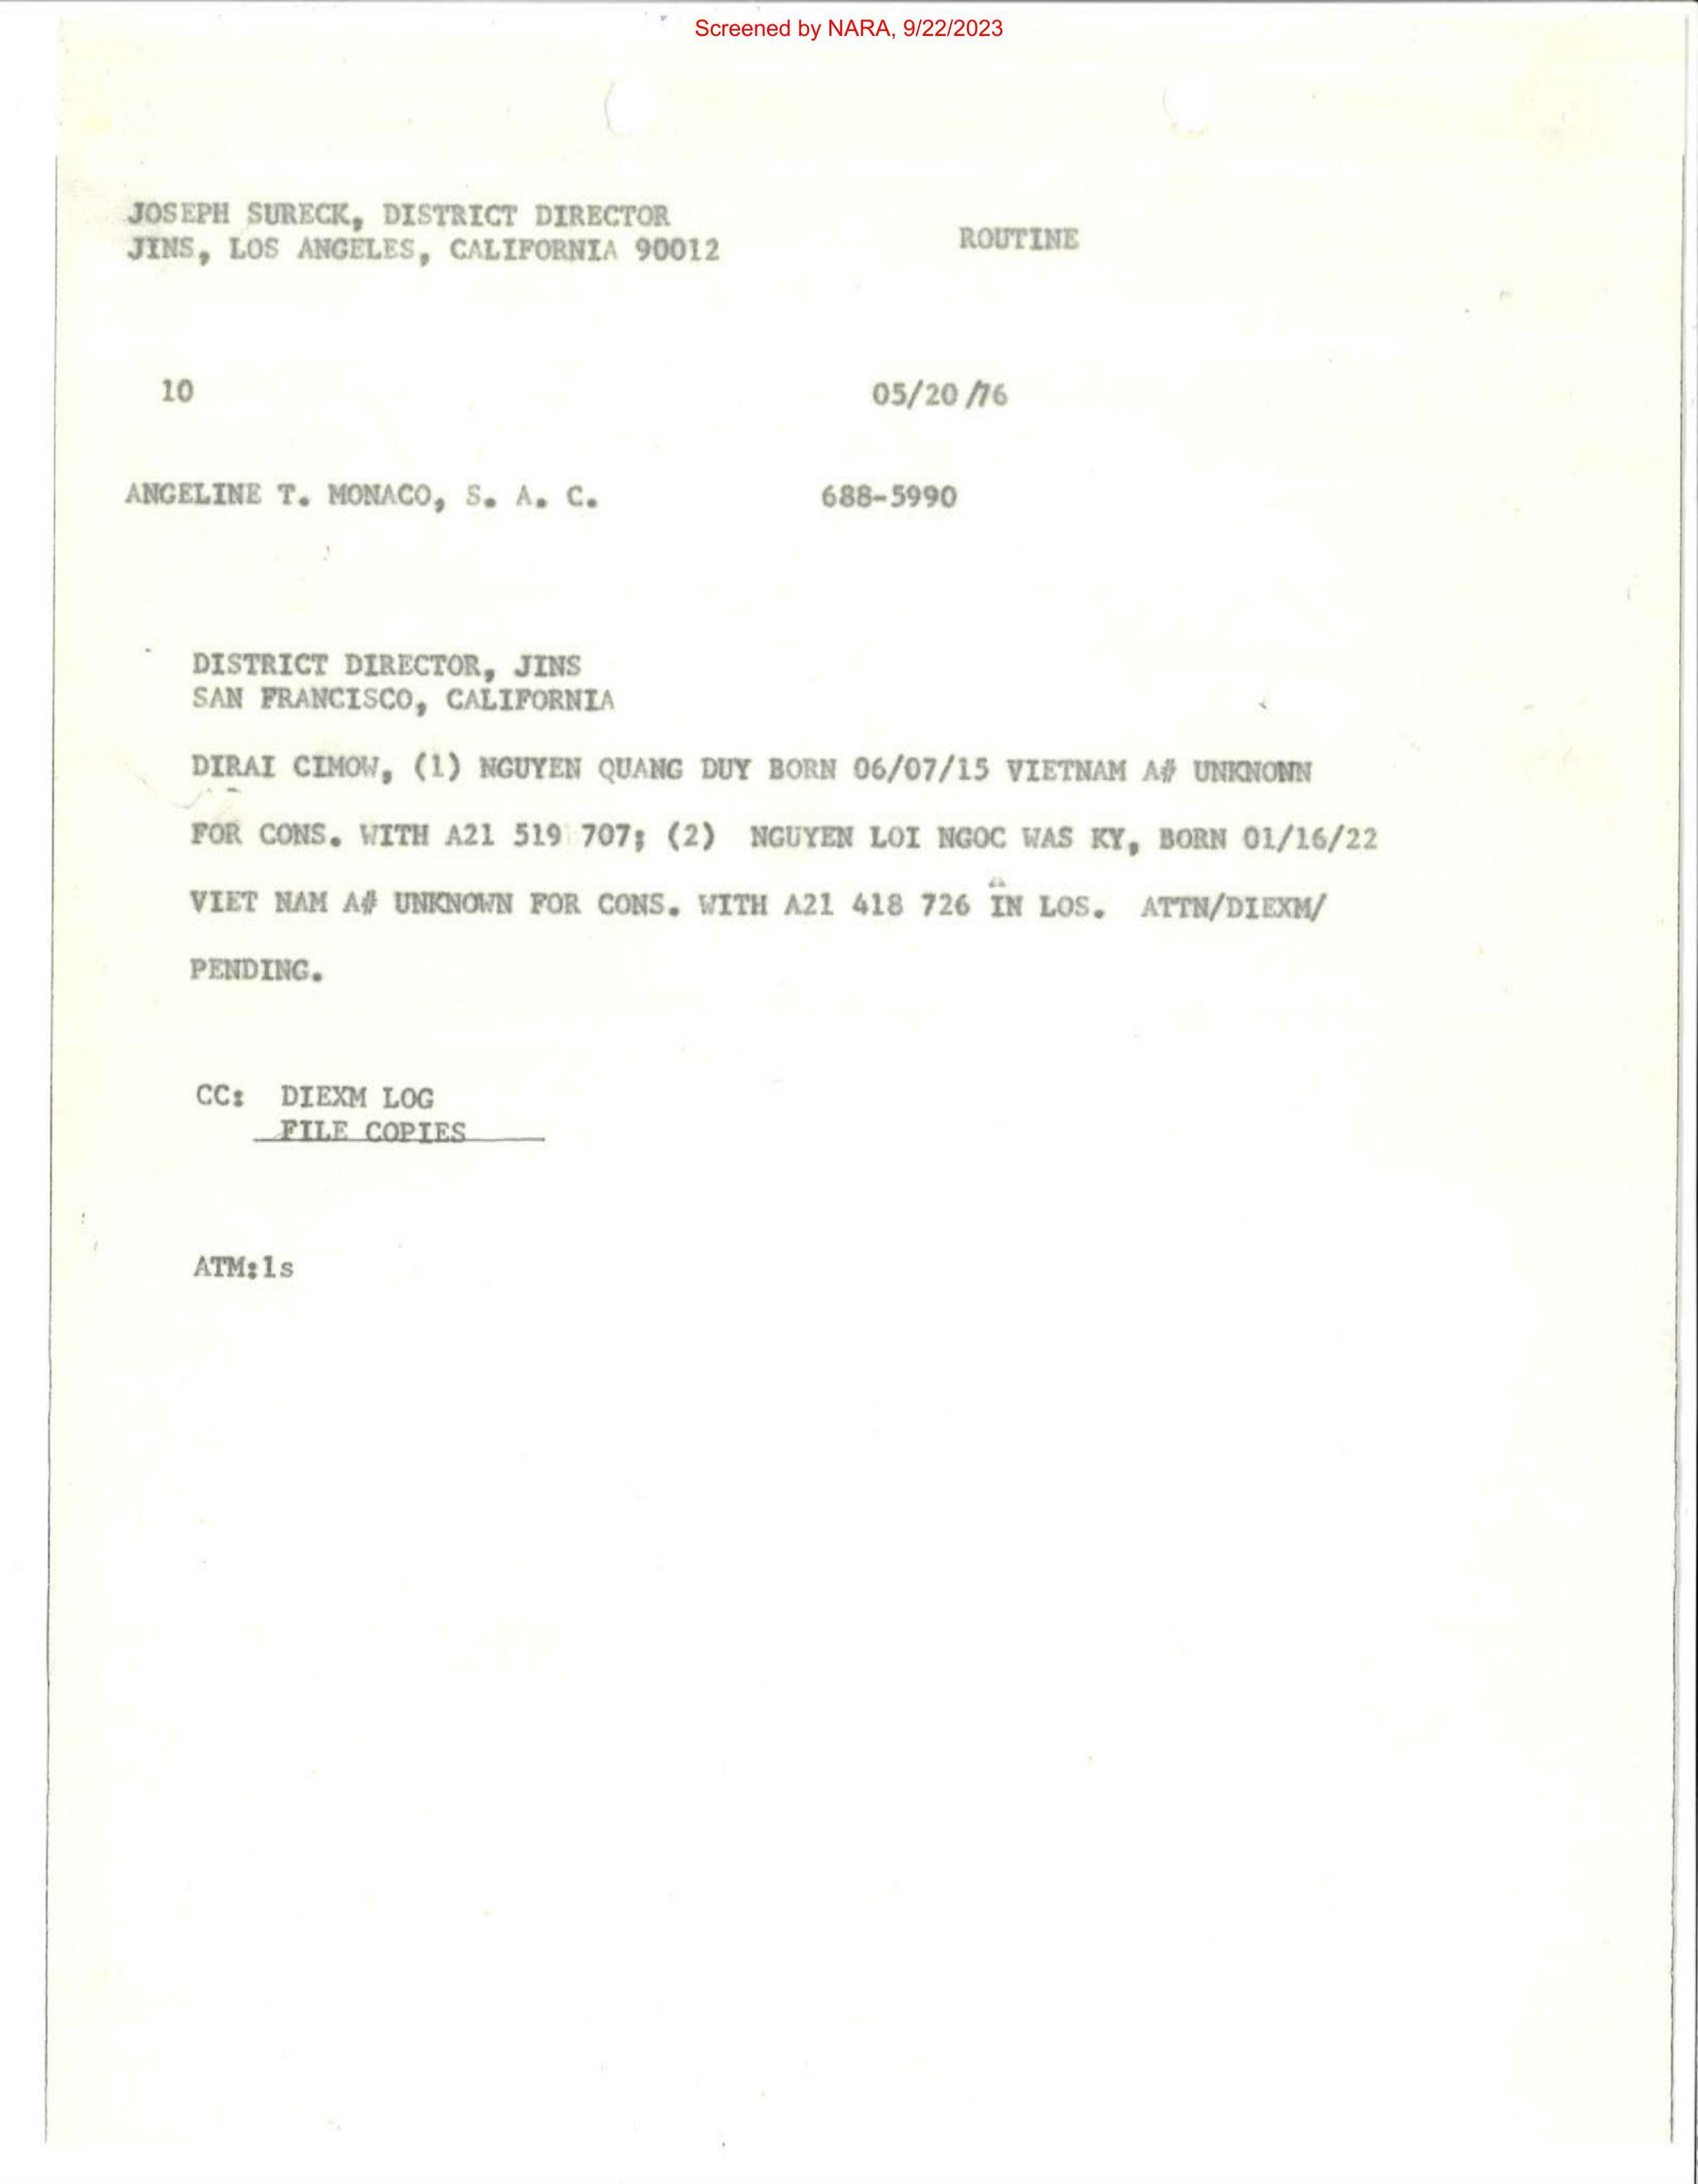 Screened by NARA, 9/22/2023
JOSEPH SURECK, DISTRICT DIRECTOR
JINS, LOS ANGELES, CALIFORNIA 90012
ROUTINE
10
05/20/76
ANGELINE T. MONACO, S. A. C.
688-5990
DISTRICT DIRECTOR, JINS
SAN FRANCISCO, CALIFORNIA
DIRAI CIMOW, (1) NGUYEN QUANG DUY BORN 06/07/15 VIETNAM A# UNKNONN
FOR CONS. WITH A21 519 707; (2) NGUYEN LOI NGOC WAS KY, BORN 01/16/22
VIET NAM A# UNKNOWN FOR CONS. WITH A21 418 726 IN LOS. ATTN/DIEXM/
PENDING.
CC: DIEXM LOG
FILE COPIES
ATM:ls